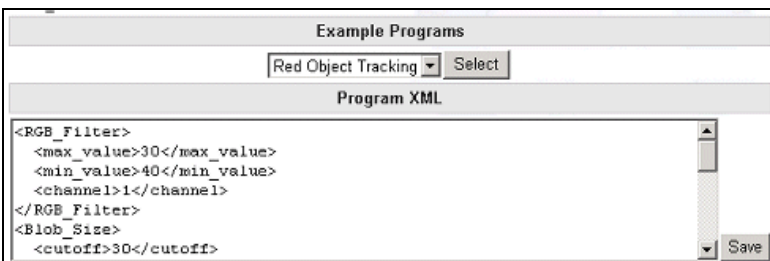 Example Programs
Red Object Tracking Select
Program XML
<RGB_Filter>
<max_value>30</max_value>
<min_value>40</min_value>
<channel>1</channel>
</RGB_Filter>
<Blob_Size>
<cutoff>30</cutoff>
Save